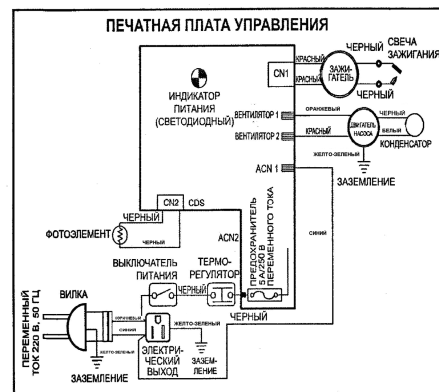 ПЕЧАТНАЯ ПЛАТА УПРАВЛЕНИЯ
КРАСНЫЙ
ЧЕРНЫЙ
СВЕЧА
ЗАЖИГАНИЯ
CN1
ЗАЖИ-
ГАТЕЛЬ
КРАСНЫЙ
ЧЕРНЫЙ
ИНДИКАТОР
ПИТАНИЯ
(СВЕТОДИОДНЫЙ)
ВЕНТИЛЯТОР 1
ОРАНЖЕВЫЙ
ЧЕРНЫЙ
ВЕНТИЛЯТОР 2
КРАСНЫЙ
ДВИГАТЕЛЬ
НАСОСА
БЕЛЫЙ
КОНДЕНСАТОР
ЖЕЛТО-ЗЕЛЕНЫЙ
ACN 1
ЗАЗЕМЛЕНИЕ
CN2
CDS
ЧЕРНЫЙ
ФОТОЭЛЕМЕНТ
ЧЕРНЫЙ
ACN2
ПРЕДОХРАНИТЕЛЬ
5 А/250 В
ПЕРЕМЕННОГО ТОКА
СИНИЙ
ВЫКЛЮЧАТЕЛЬ
ПИТАНИЯ
ТЕРМО-
РЕГУЛЯТОР
ЧЕРНЫЙ
ЧЕРНЫЙ
ПЕРЕМЕННЫЙ
ТОК 220 В, 50 ГЦ
ВИЛКА
ОРАНЖЕВЫЙ
СИНИЙ
ЖЕЛТО-ЗЕЛЕНЫЙ
ЖЕЛТО-ЗЕЛЕНЫЙ
ЭЛЕКТРИ-
ЧЕСКИЙ
ВЫХОД
ЗАЗЕМ-
ЛЕНИЕ
ЗАЗЕМЛЕНИЕ